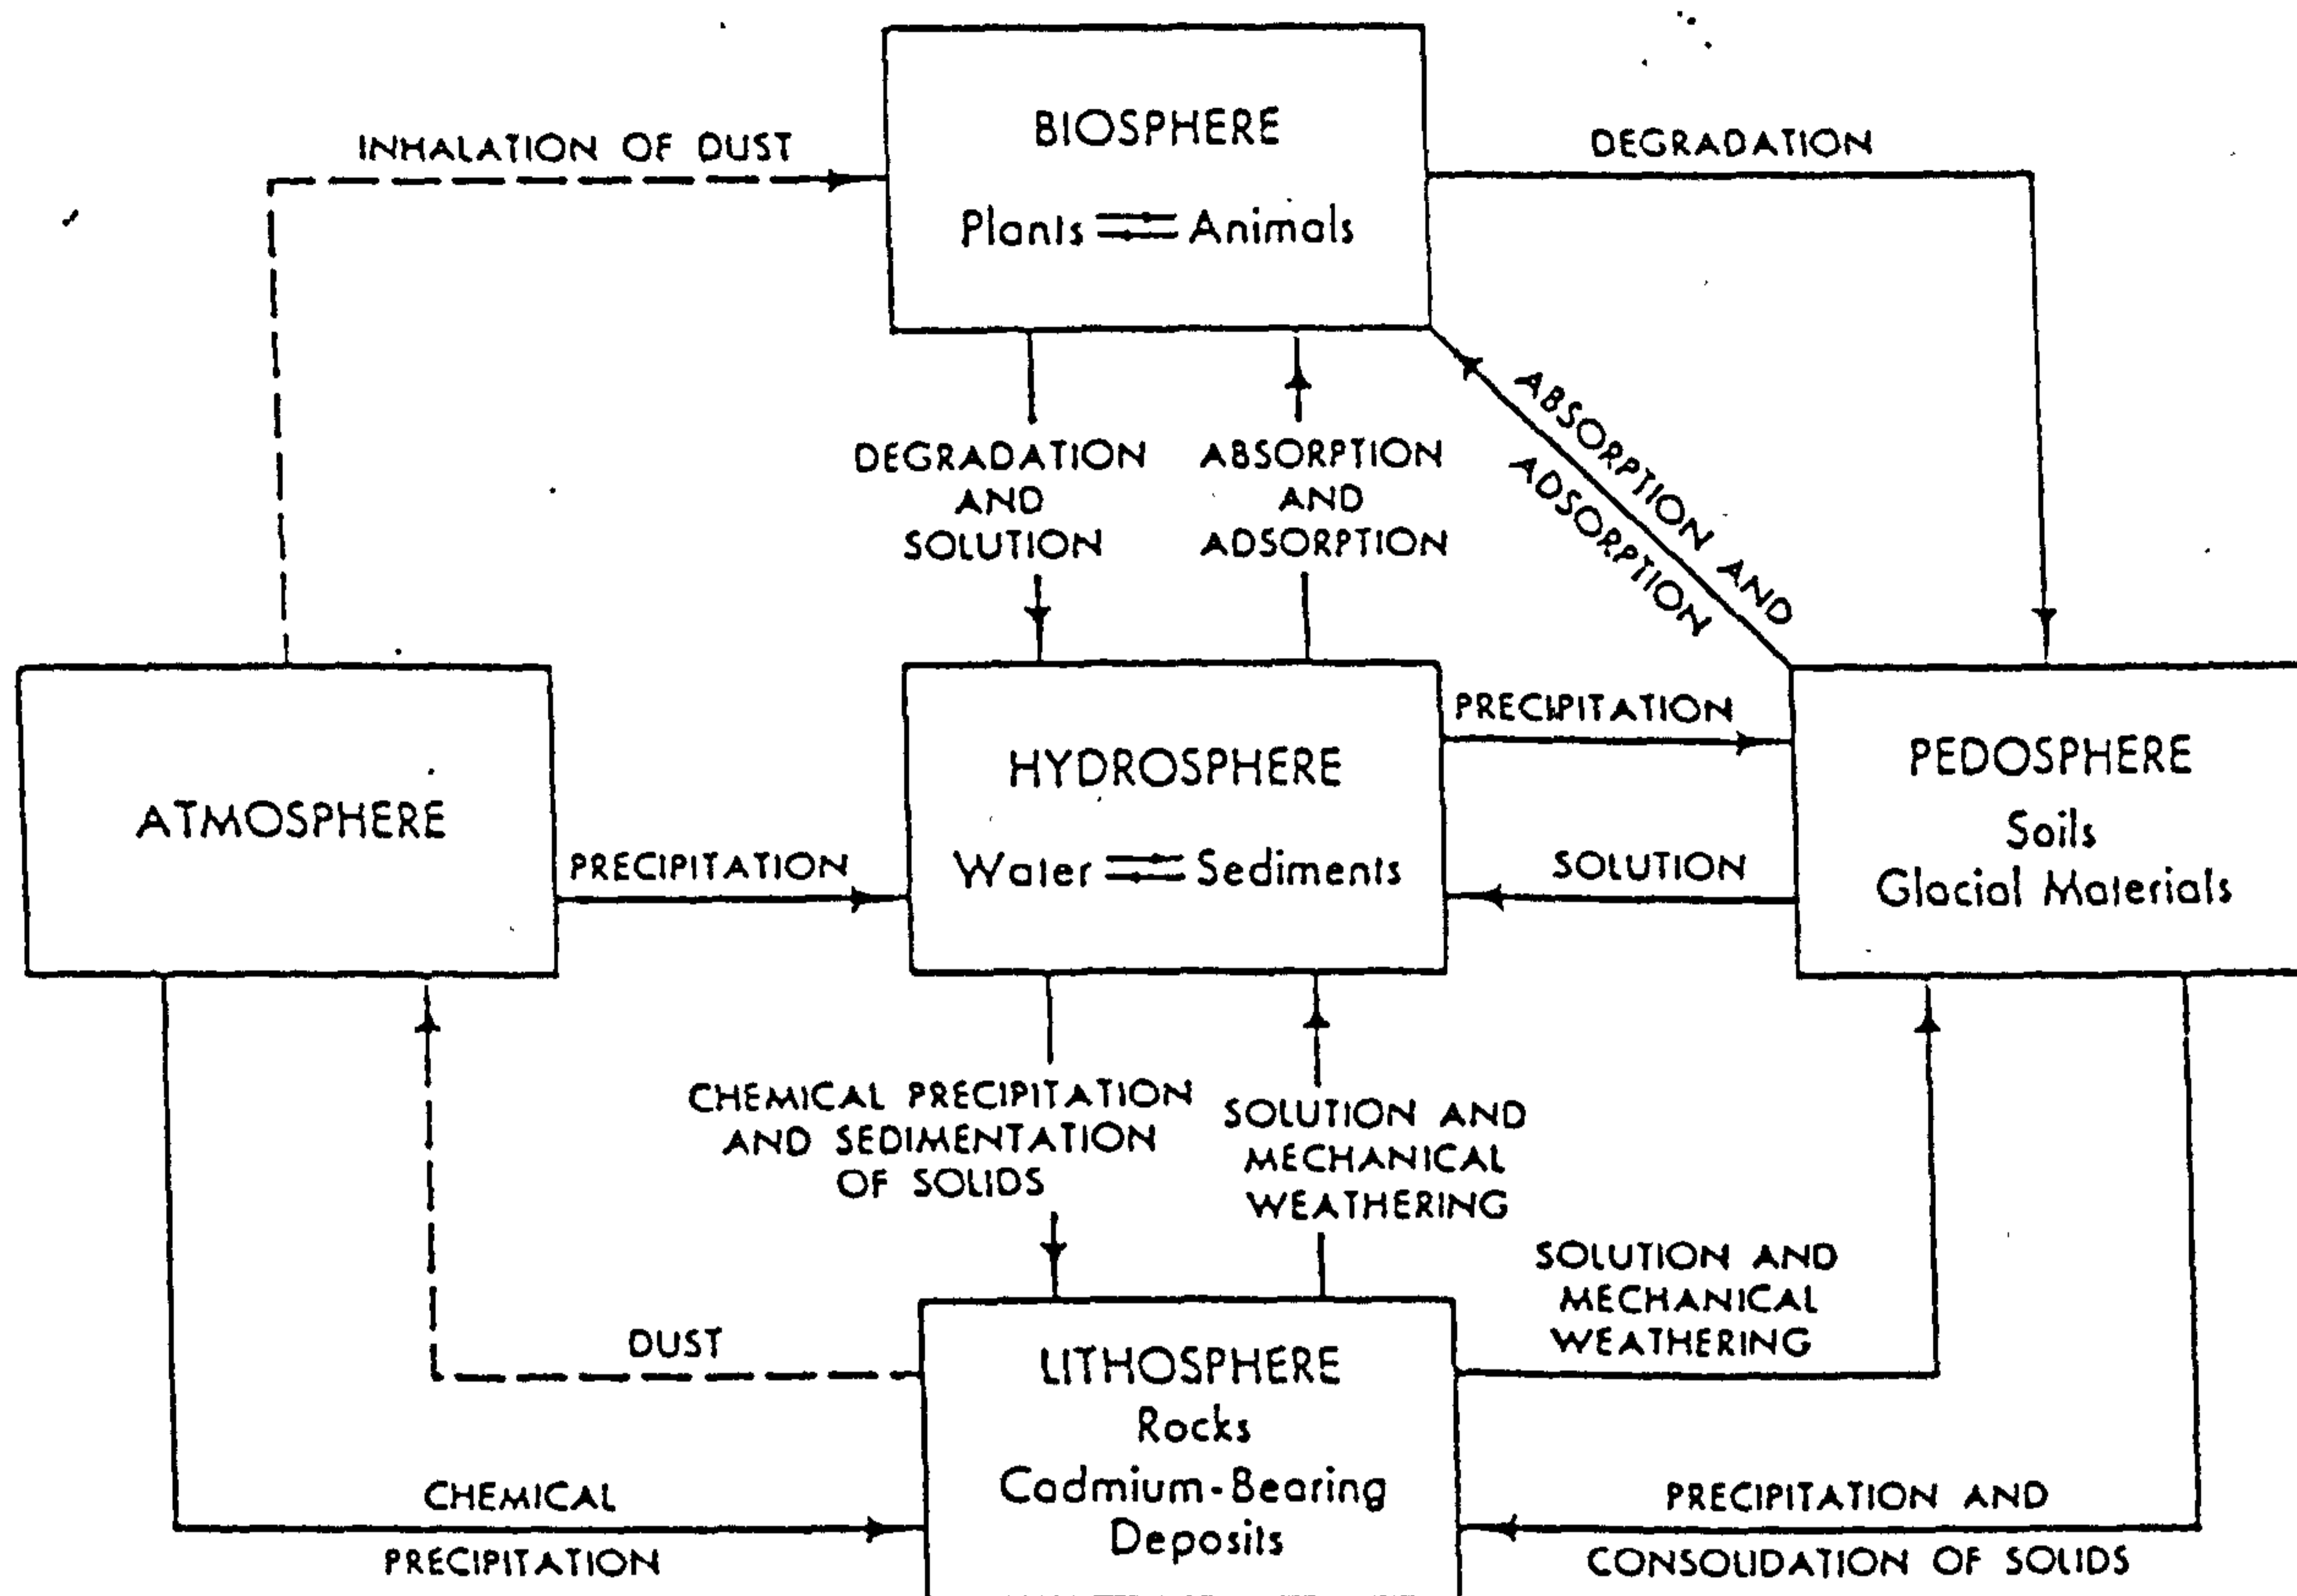 BIOSPHERE
Plants ⇌ Animals
INHALATION OF DUST
DEGRADATION
DEGRADATION
AND
SOLUTION
ABSORPTION
AND
ADSORPTION
ABSORPTION AND
ADSORPTION
ATMOSPHERE
PRECIPITATION
HYDROSPHERE
Water ⇌ Sediments
PRECIPITATION
SOLUTION
PEDOSPHERE
Soils
Glacial Materials
CHEMICAL PRECIPITATION
AND SEDIMENTATION
OF SOLIDS
SOLUTION AND
MECHANICAL
WEATHERING
SOLUTION AND
MECHANICAL
WEATHERING
DUST
LITHOSPHERE
Rocks
Cadmium-Bearing
Deposits
CHEMICAL
PRECIPITATION
PRECIPITATION AND
CONSOLIDATION OF SOLIDS